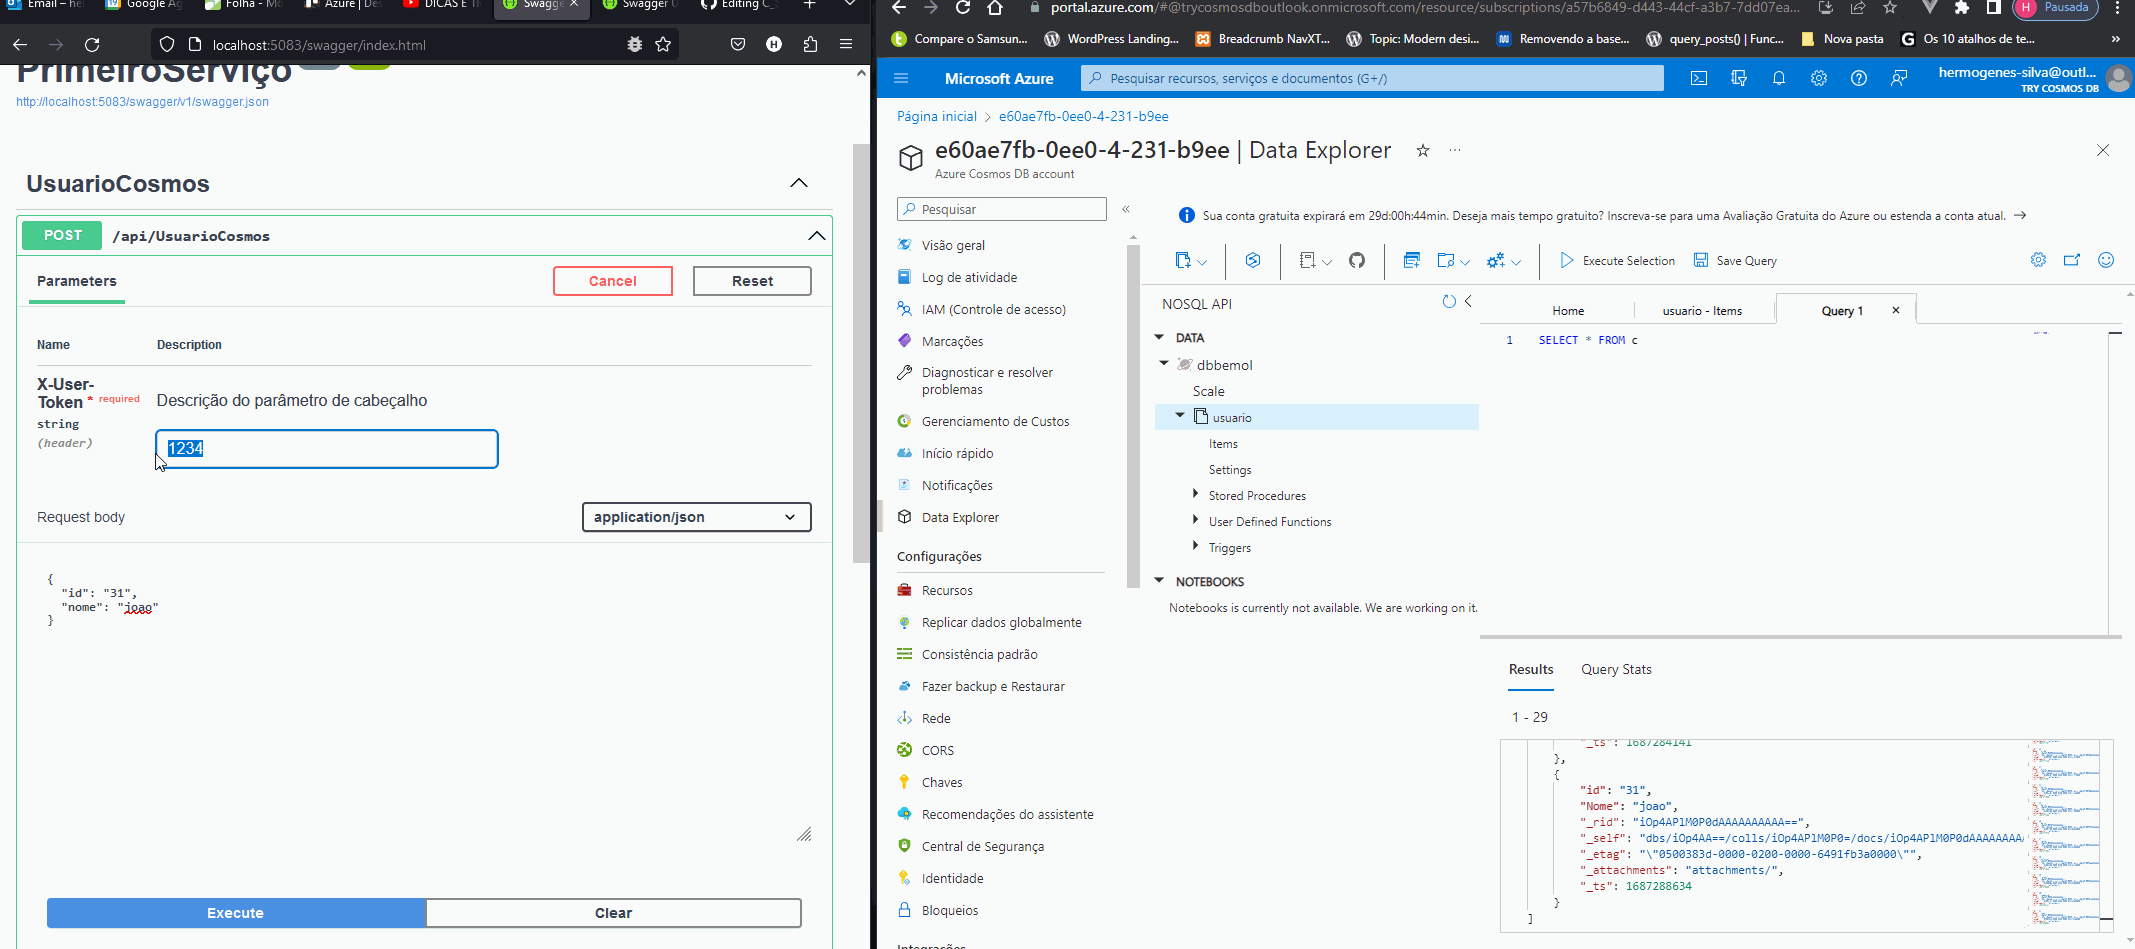 Email – he
Google Ag
Folha - Mo
Azure | Des
DICAS E TI
Swagge
Swagger U
Editing C_S
localhost:5083/swagger/index.html
PrimeiroServiço
http://localhost:5083/swagger/v1/swagger.json
UsuarioCosmos
POST /api/UsuarioCosmos
Parameters
Cancel
Reset
Name Description
X-User-Token * required
string
(header)
Descrição do parâmetro de cabeçalho
1234
Request body
application/json
{
"id": "31",
"nome": "joao"
}
Execute
Clear
portal.azure.com/#@trycosmosdboutlook.onmicrosoft.com/resource/subscriptions/a57b6849-d443-44cf-a3b7-7dd07ea...
H Pausada
Compare o Samsun...
WordPress Landing...
Breadcrumb NavXT...
Topic: Modern desi...
Removendo a base...
query_posts() | Func...
Nova pasta
Os 10 atalhos de te...
»
Microsoft Azure
Pesquisar recursos, serviços e documentos (G+/)
hermogenes-silva@outl...
TRY COSMOS DB
Página inicial > e60ae7fb-0ee0-4-231-b9ee
e60ae7fb-0ee0-4-231-b9ee | Data Explorer
Azure Cosmos DB account
Pesquisar
«
Visão geral
Log de atividade
IAM (Controle de acesso)
Marcações
Diagnosticar e resolver
problemas
Gerenciamento de Custos
Início rápido
Notificações
Data Explorer
Configurações
Recursos
Replicar dados globalmente
Consistência padrão
Fazer backup e Restaurar
Rede
CORS
Chaves
Recomendações do assistente
Central de Segurança
Identidade
Bloqueios
Integrações
Sua conta gratuita expirará em 29d:00h:44min. Deseja mais tempo gratuito? Inscreva-se para uma Avaliação Gratuita do Azure ou estenda a conta atual. →
Execute Selection
Save Query
NOSQL API
DATA
dbbemol
Scale
usuario
Items
Settings
Stored Procedures
User Defined Functions
Triggers
NOTEBOOKS
Notebooks is currently not available. We are working on it.
Home
usuario - Items
Query 1
1 SELECT * FROM c
Results
Query Stats
1 - 29
"_ts": 1687284141
},
{
"id": "31",
"Nome": "joao",
"_rid": "iOp4APlM0P0dAAAAAAAAAA==",
"_self": "dbs/iOp4AA==/colls/iOp4APlM0P0=/docs/iOp4APlM0P0dAAAAAAAA
"_etag": "\"0500383d-0000-0200-0000-6491fb3a0000\"",
"_attachments": "attachments/",
"_ts": 1687288634
}
]